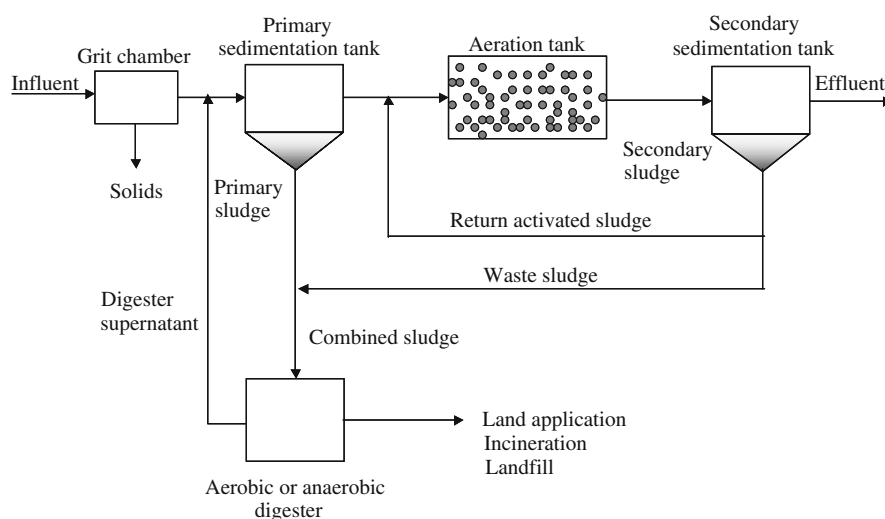 Primary
sedimentation tank
Secondary
sedimentation tank
Grit chamber
Aeration tank
Influent
Effluent
Solids
Primary
sludge
Secondary
sludge
Return activated sludge
Waste sludge
Digester
supernatant
Combined sludge
Land application
Incineration
Landfill
Aerobic or anaerobic
digester